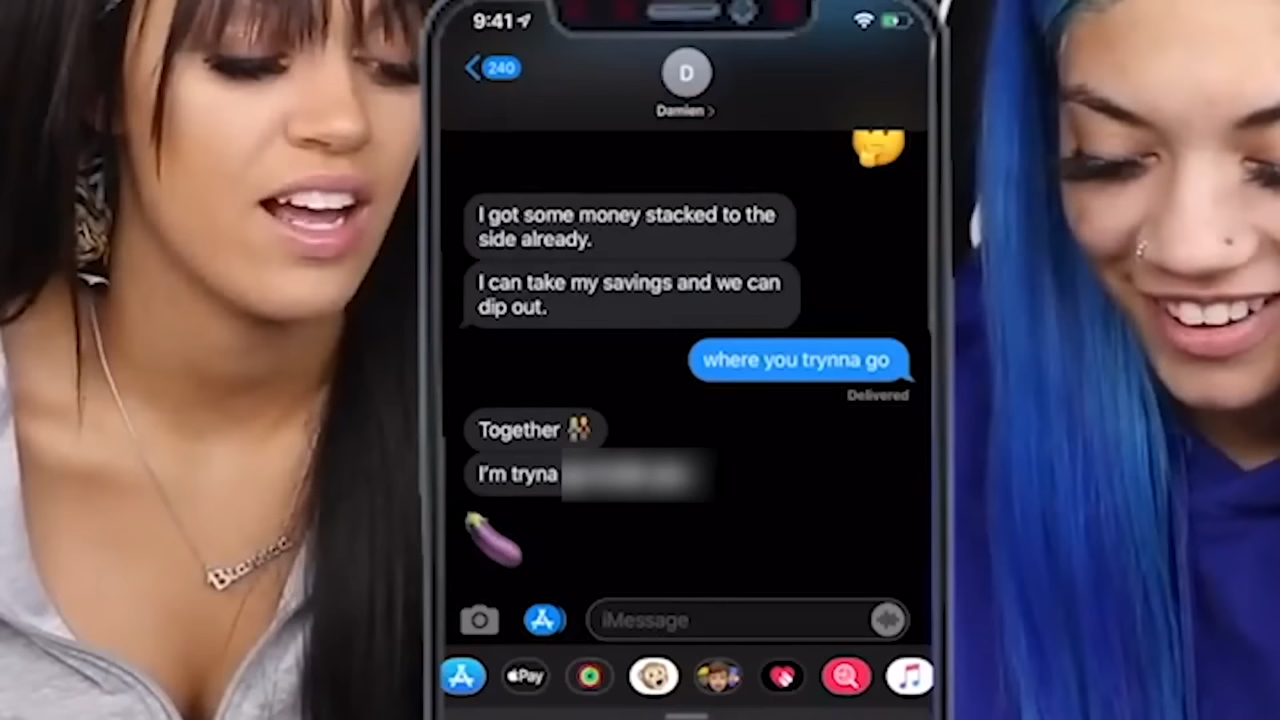 9:41
240
D
Damien
I got some money stacked to the
side already.
I can take my savings and we can
dip out.
where you trynna go
Delivered
Together
I'm tryna
Bianca
iMessage
Pay